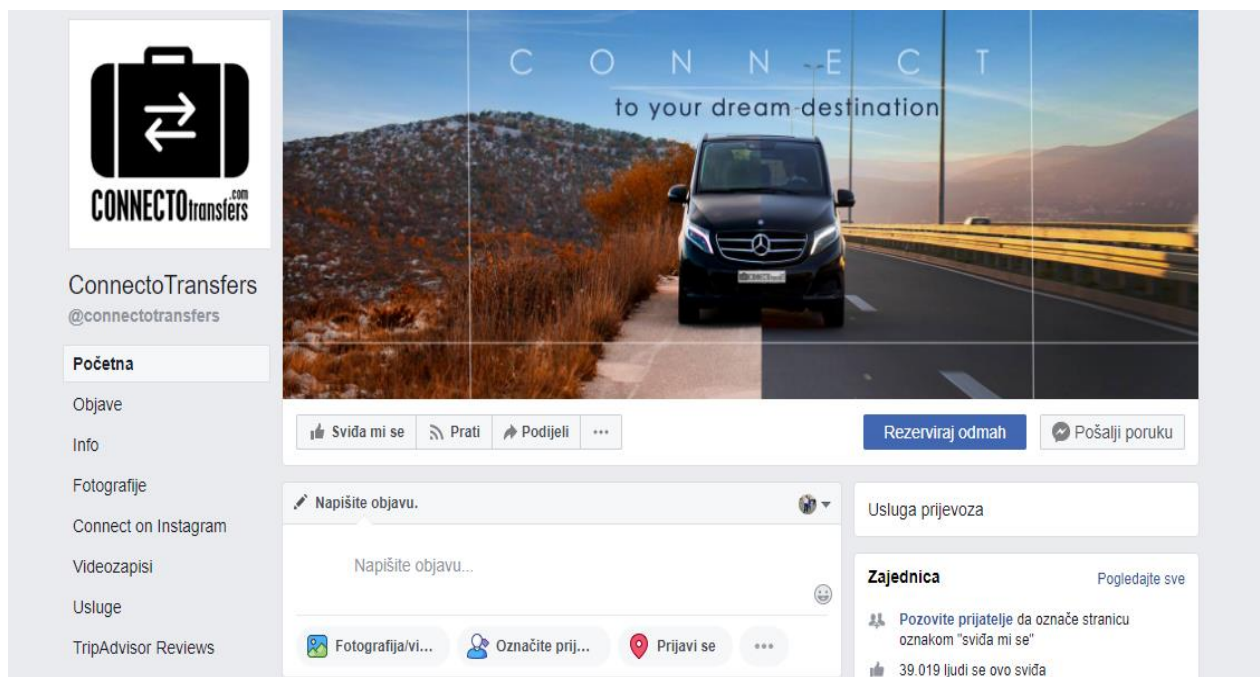 CONNECTOtransfers
.com
ConnectoTransfers
@connectotransfers
Početna
Objave
Info
Fotografije
Connect on Instagram
Videozapisi
Usluge
TripAdvisor Reviews
CONNECT
to your dream destination
Sviđa mi se
Prati
Podijeli
Rezerviraj odmah
Pošalji poruku
Napišite objavu.
Napišite objavu...
Fotografija/vi...
Označite prij...
Prijavi se
Usluga prijevoza
Zajednica
Pogledajte sve
Pozovite prijatelje da označe stranicu
oznakom "sviđa mi se"
39.019 ljudi se ovo sviđa